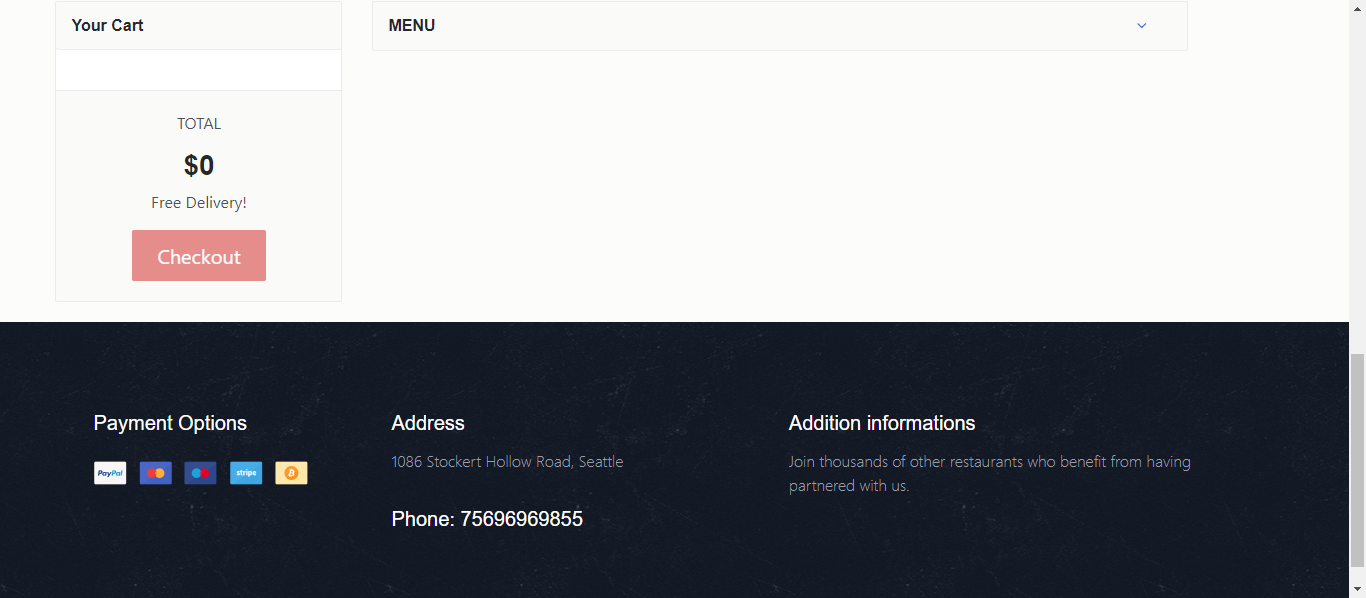 Your Cart
MENU
TOTAL
$0
Free Delivery!
Checkout
Payment Options
PayPal
stripe
Address
1086 Stockert Hollow Road, Seattle
Phone: 75696969855
Addition informations
Join thousands of other restaurants who benefit from having
partnered with us.